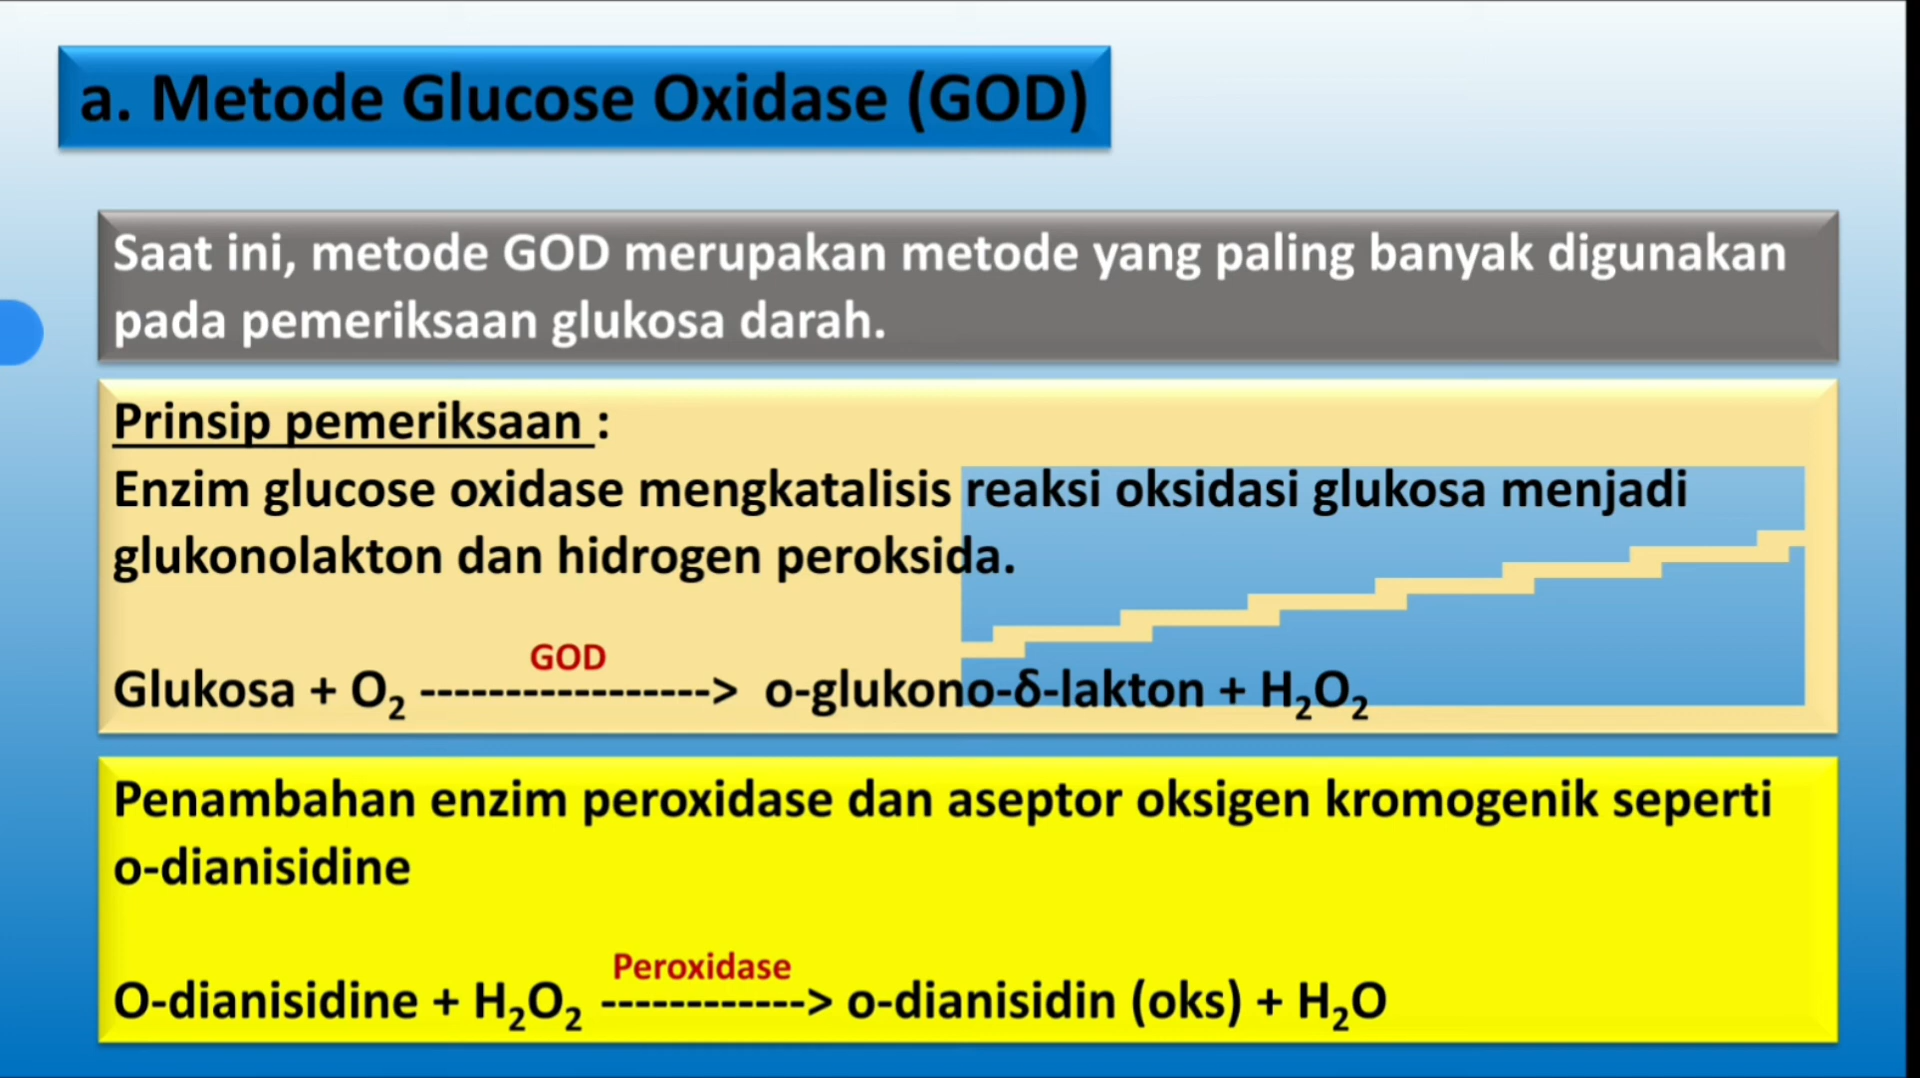 a. Metode Glucose Oxidase (GOD)
Saat ini, metode GOD merupakan metode yang paling banyak digunakan
pada pemeriksaan glukosa darah.
Prinsip pemeriksaan :
Enzim glucose oxidase mengkatalisis reaksi oksidasi glukosa menjadi
glukonolakton dan hidrogen peroksida.
GOD
Glukosa + O₂ -----------------> o-glukono-δ-lakton + H₂O₂
Penambahan enzim peroxidase dan aseptor oksigen kromogenik seperti
o-dianisidine
Peroxidase
O-dianisidine + H₂O₂ ------------> o-dianisidin (oks) + H₂O